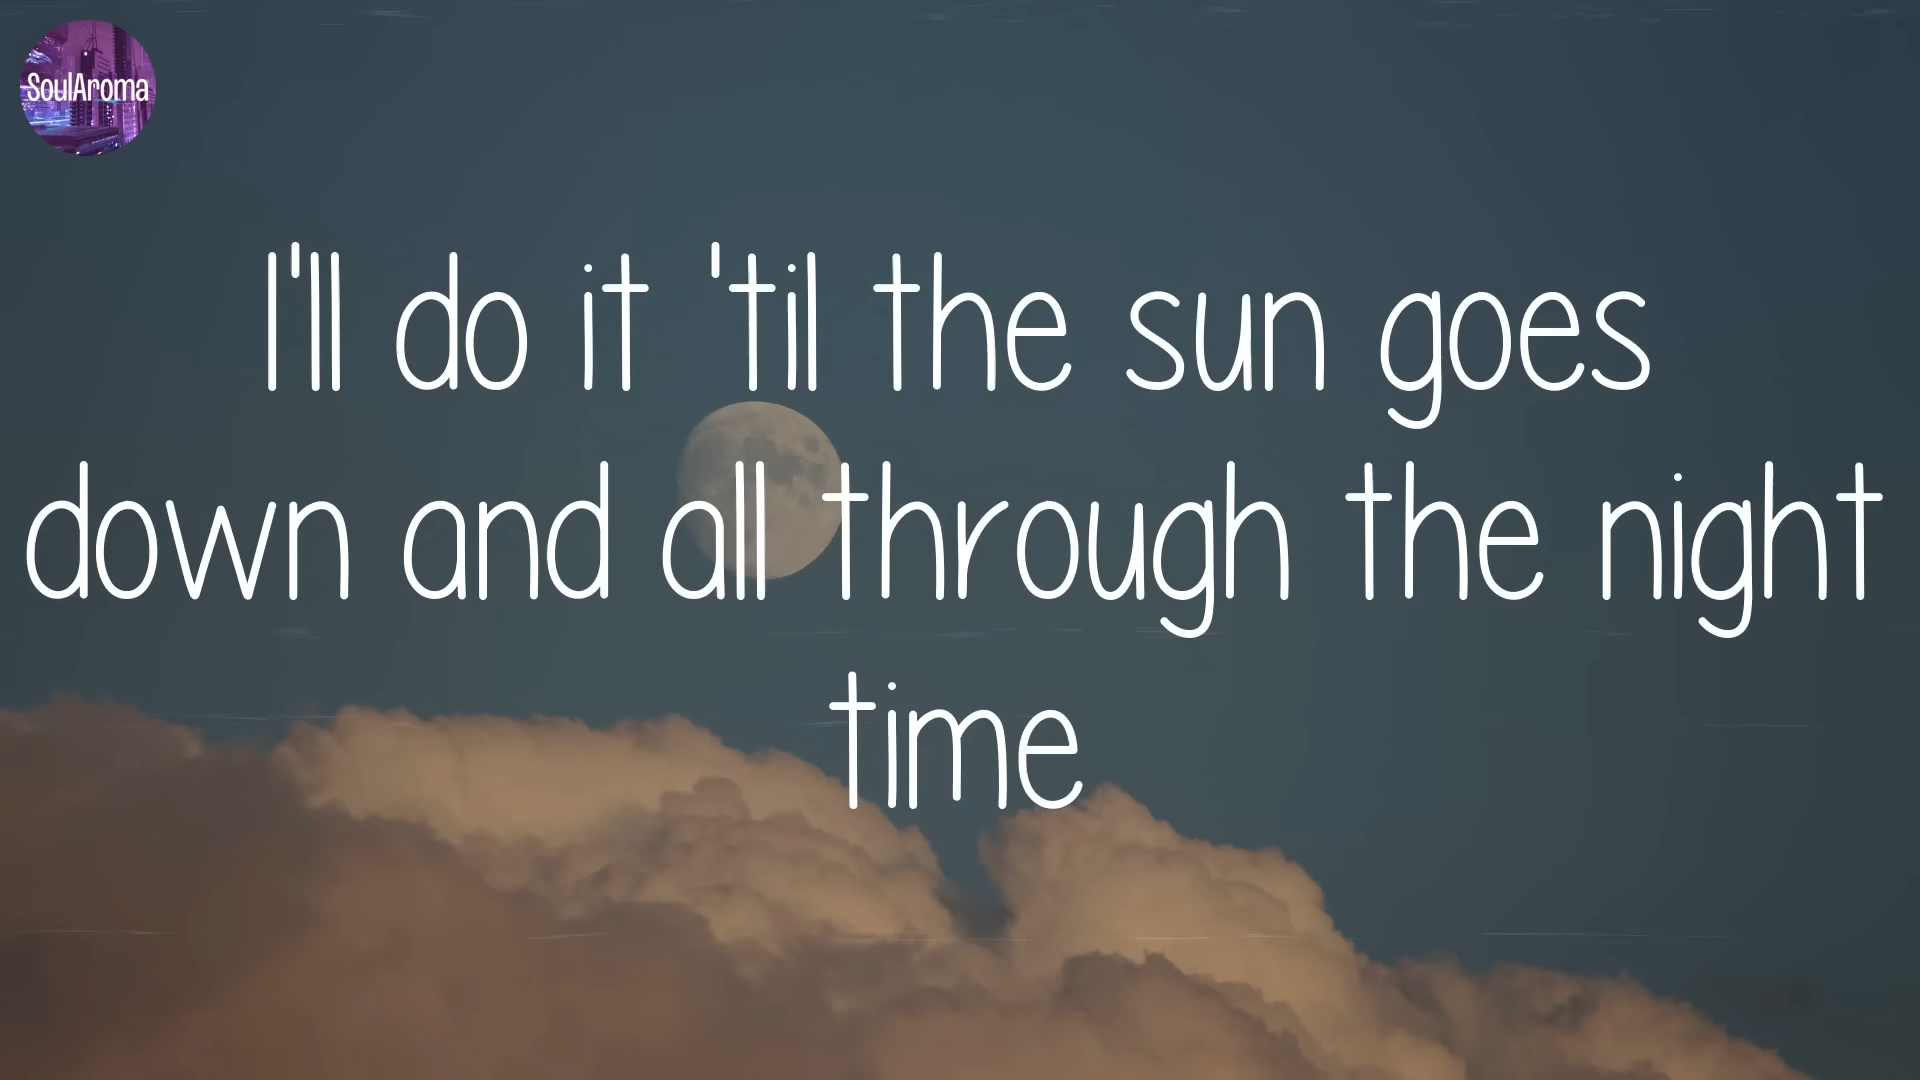 SoulAroma
I'll do it 'til the sun goes
down and all through the night
time